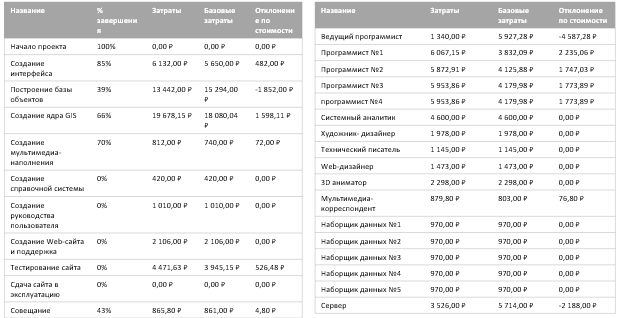 Название % Затраты Базовые Отклонени
завершени затраты е по
я стоимости
Начало проекта 100% 0,00 ₽ 0,00 ₽ 0,00 ₽
Создание 85% 6 132,00 ₽ 5 650,00 ₽ 482,00 ₽
интерфейса
Построение базы 39% 13 442,00 ₽ 15 294,00 -1 852,00 ₽
объектов ₽
Создание ядра GIS 66% 19 678,15 ₽ 18 080,04 1 598,11 ₽
₽
Создание 70% 812,00 ₽ 740,00 ₽ 72,00 ₽
мультимедиа-
наполнения
Создание 0% 420,00 ₽ 420,00 ₽ 0,00 ₽
справочной системы
Создание 0% 1 010,00 ₽ 1 010,00 ₽ 0,00 ₽
руководства
пользователя
Создание Web-сайта 0% 2 106,00 ₽ 2 106,00 ₽ 0,00 ₽
и поддержка
Тестирование сайта 0% 4 471,63 ₽ 3 945,15 ₽ 526,48 ₽
Сдача сайта в 0% 0,00 ₽ 0,00 ₽ 0,00 ₽
эксплуатацию
Совещание 43% 865,80 ₽ 861,00 ₽ 4,80 ₽
Название Затраты Базовые Отклонение
затраты по стоимости
Ведущий программист 1 340,00 ₽ 5 927,28 ₽ -4 587,28 ₽
Программист №1 6 067,15 ₽ 3 832,09 ₽ 2 235,06 ₽
Программист №2 5 872,91 ₽ 4 125,88 ₽ 1 747,03 ₽
Программист №3 5 953,86 ₽ 4 179,98 ₽ 1 773,89 ₽
программист №4 5 953,86 ₽ 4 179,98 ₽ 1 773,89 ₽
Системный аналитик 4 600,00 ₽ 4 600,00 ₽ 0,00 ₽
Художник- дизайнер 1 978,00 ₽ 1 978,00 ₽ 0,00 ₽
Технический писатель 1 145,00 ₽ 1 145,00 ₽ 0,00 ₽
Web-дизайнер 1 473,00 ₽ 1 473,00 ₽ 0,00 ₽
3D аниматор 2 298,00 ₽ 2 298,00 ₽ 0,00 ₽
Мультимедиа- 879,80 ₽ 803,00 ₽ 76,80 ₽
корреспондент
Наборщик данных №1 970,00 ₽ 970,00 ₽ 0,00 ₽
Наборщик данных №2 970,00 ₽ 970,00 ₽ 0,00 ₽
Наборщик данных №3 970,00 ₽ 970,00 ₽ 0,00 ₽
Наборщик данных №4 970,00 ₽ 970,00 ₽ 0,00 ₽
Наборщик данных №5 970,00 ₽ 970,00 ₽ 0,00 ₽
Сервер 3 526,00 ₽ 5 714,00 ₽ -2 188,00 ₽